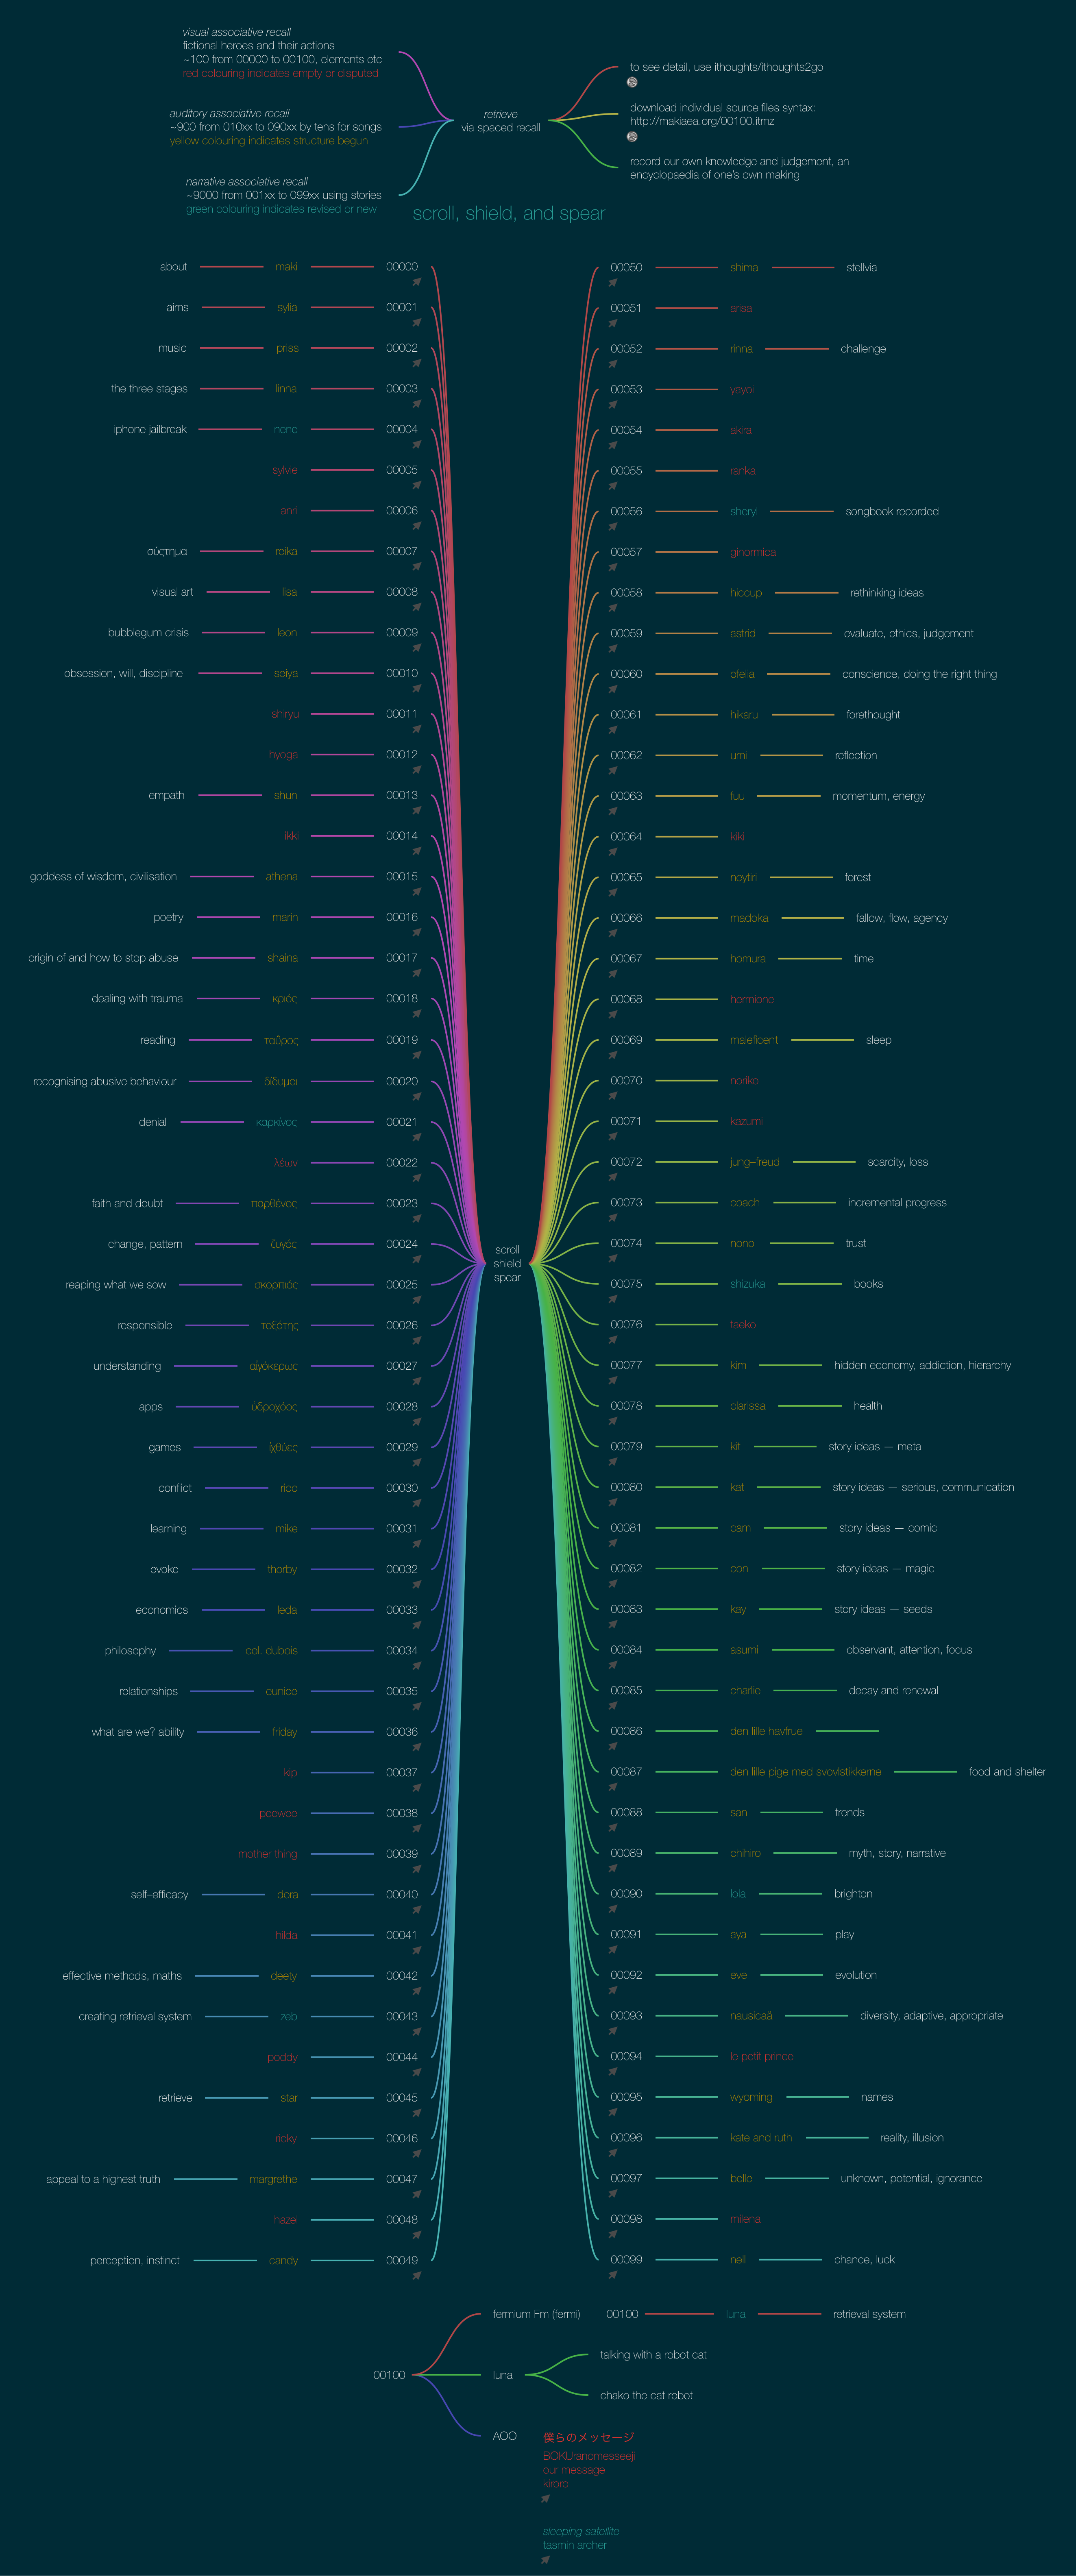 visual associative recall
fictional heroes and their actions
~100 from 00000 to 00100, elements etc
red colouring indicates empty or disputed
auditory associative recall
~900 from 010xx to 090xx by tens for songs
yellow colouring indicates structure begun
narrative associative recall
~9000 from 001xx to 099xx using stories
green colouring indicates revised or new
retrieve
via spaced recall
to see detail, use ithoughts/ithoughts2go
download individual source files syntax:
http://makiaea.org/00100.itmz
record our own knowledge and judgement, an
encyclopaedia of one's own making
scroll, shield, and spear
about maki 00000
aims sylia 00001
music priss 00002
the three stages linna 00003
iphone jailbreak nene 00004
sylvie 00005
anri 00006
σύςτημα reika 00007
visual art lisa 00008
bubblegum crisis leon 00009
obsession, will, discipline seiya 00010
shiryu 00011
hyoga 00012
empath shun 00013
ikki 00014
goddess of wisdom, civilisation athena 00015
poetry marin 00016
origin of and how to stop abuse shaina 00017
dealing with trauma κριός 00018
reading ταῦρος 00019
recognising abusive behaviour δίδυμοι 00020
denial καρκίνος 00021
λέων 00022
faith and doubt παρθένος 00023
change, pattern ζυγός 00024
reaping what we sow σκορπιός 00025
responsible τοξότης 00026
understanding αἰγόκερως 00027
apps ὑδροχόος 00028
games ἰχθύες 00029
conflict rico 00030
learning mike 00031
evoke thorby 00032
economics leda 00033
philosophy col. dubois 00034
relationships eunice 00035
what are we? ability friday 00036
kip 00037
peewee 00038
mother thing 00039
self–efficacy dora 00040
hilda 00041
effective methods, maths deety 00042
creating retrieval system zeb 00043
poddy 00044
retrieve star 00045
ricky 00046
appeal to a highest truth margrethe 00047
hazel 00048
perception, instinct candy 00049
scroll
shield
spear
00050 shima stellvia
00051 arisa
00052 rinna challenge
00053 yayoi
00054 akira
00055 ranka
00056 sheryl songbook recorded
00057 ginormica
00058 hiccup rethinking ideas
00059 astrid evaluate, ethics, judgement
00060 ofelia conscience, doing the right thing
00061 hikaru forethought
00062 umi reflection
00063 fuu momentum, energy
00064 kiki
00065 neytiri forest
00066 madoka fallow, flow, agency
00067 homura time
00068 hermione
00069 maleficent sleep
00070 noriko
00071 kazumi
00072 jung–freud scarcity, loss
00073 coach incremental progress
00074 nono trust
00075 shizuka books
00076 taeko
00077 kim hidden economy, addiction, hierarchy
00078 clarissa health
00079 kit story ideas — meta
00080 kat story ideas — serious, communication
00081 cam story ideas — comic
00082 con story ideas — magic
00083 kay story ideas — seeds
00084 asumi observant, attention, focus
00085 charlie decay and renewal
00086 den lille havfrue
00087 den lille pige med svovlstikkerne food and shelter
00088 san trends
00089 chihiro myth, story, narrative
00090 lola brighton
00091 aya play
00092 eve evolution
00093 nausicaä diversity, adaptive, appropriate
00094 le petit prince
00095 wyoming names
00096 kate and ruth reality, illusion
00097 belle unknown, potential, ignorance
00098 milena
00099 nell chance, luck
00100
fermium Fm (fermi)
00100 luna retrieval system
luna
talking with a robot cat
chako the cat robot
AOO
僕らのメッセージ
BOKUranomesseeji
our message
kiroro
sleeping satellite
tasmin archer